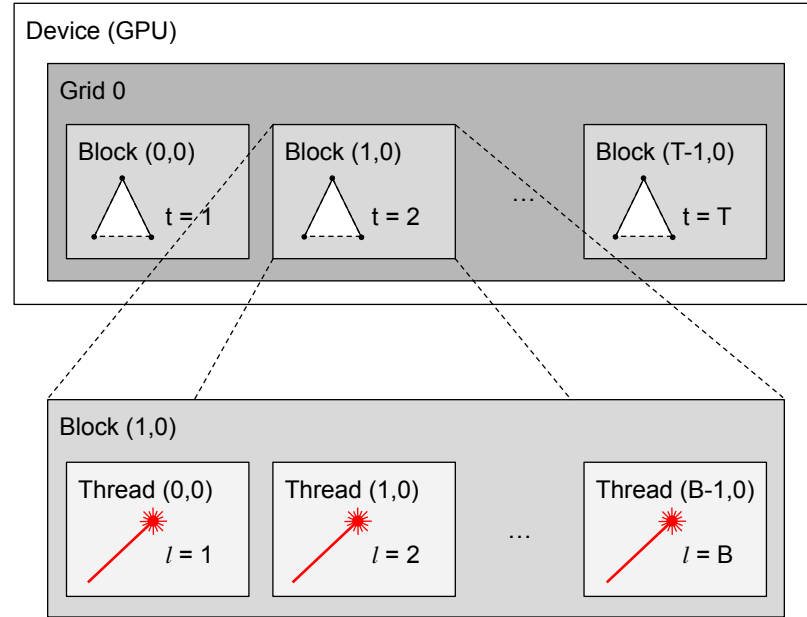 Device (GPU)
Grid 0
Block (0,0)
t = 1
Block (1,0)
t = 2
...
Block (T-1,0)
t = T
Block (1,0)
Thread (0,0)
l = 1
Thread (1,0)
l = 2
...
Thread (B-1,0)
l = B